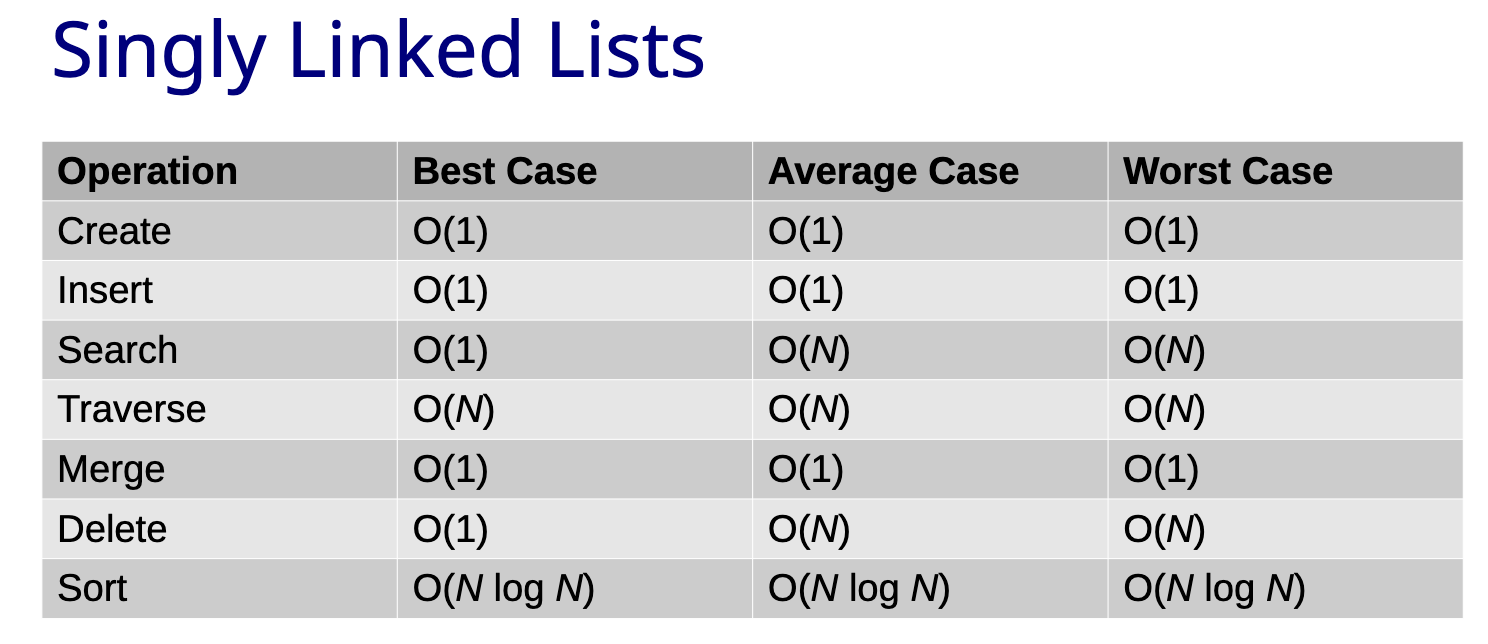 Singly Linked Lists
Operation Best Case Average Case Worst Case
Create O(1) O(1) O(1)
Insert O(1) O(1) O(1)
Search O(1) O(N) O(N)
Traverse O(N) O(N) O(N)
Merge O(1) O(1) O(1)
Delete O(1) O(N) O(N)
Sort O(N log N) O(N log N) O(N log N)